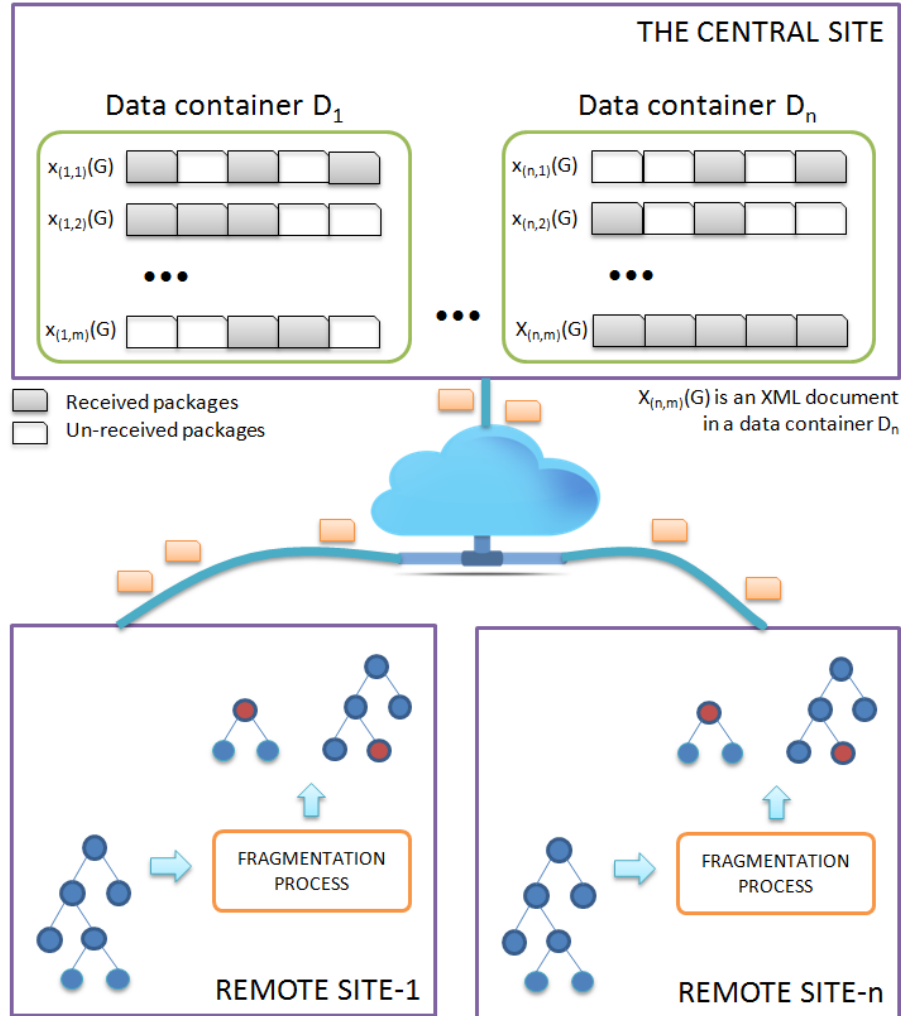 THE CENTRAL SITE
Data container D₁
Data container Dₙ
x₍₁,₁₎(G)
x₍₁,₂₎(G)
•••
x₍₁,ₘ₎(G)
•••
x₍ₙ,₁₎(G)
x₍ₙ,₂₎(G)
•••
X₍ₙ,ₘ₎(G)
Received packages
Un-received packages
X₍ₙ,ₘ₎(G) is an XML document
in a data container Dₙ
FRAGMENTATION
PROCESS
REMOTE SITE-1
FRAGMENTATION
PROCESS
REMOTE SITE-n